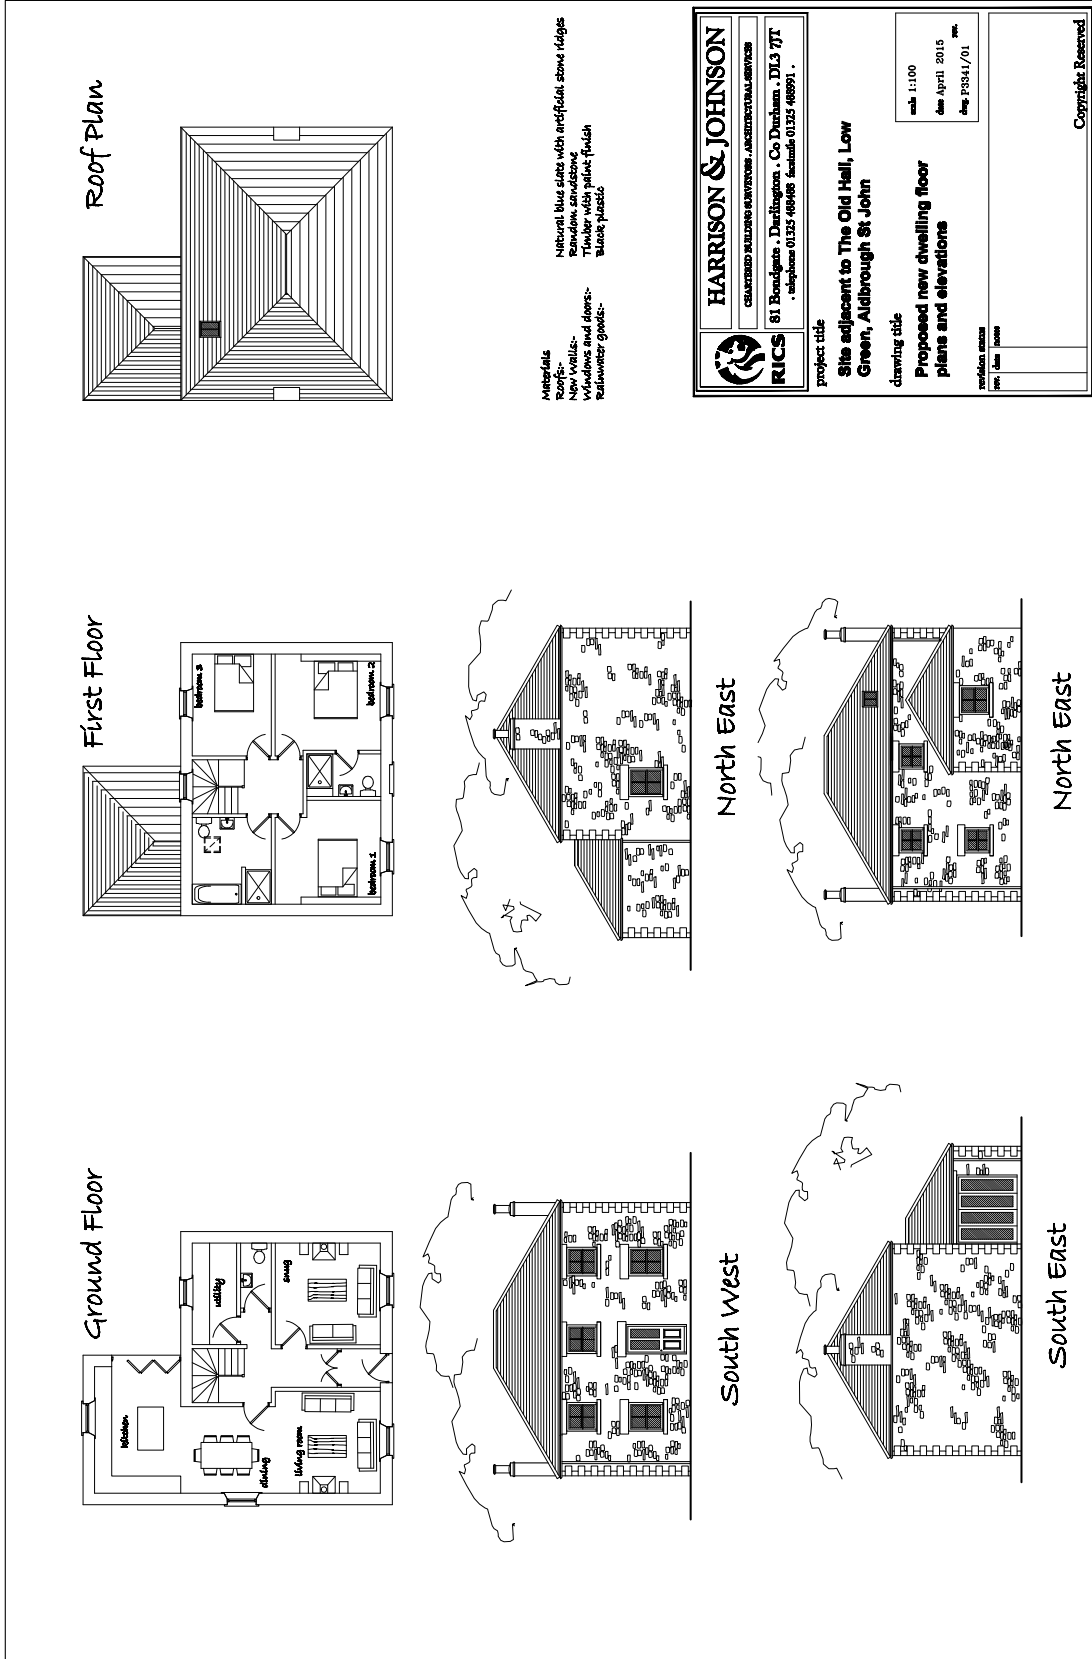 Ground Floor
kitchen
dining
living room
utility
snug
First Floor
bedroom 3
bedroom 1
bedroom 2
Roof Plan
South West
North East
South East
North East
Materials
Roofs:- Natural blue slate with artificial stone ridges
New Walls:- Random sandstone
Windows and doors:- Timber with paint finish
Rainwater goods:- Black plastic
RICS
HARRISON & JOHNSON
CHARTERED BUILDING SURVEYORS . ARCHITECTURAL SERVICES
81 Bondgate . Darlington . Co Durham . DL3 7JT
. telephone 01325 488488 facsimile 01325 488991 .
project title
Site adjacent to The Old Hall, Low
Green, Aldbrough St John
drawing title
Proposed new dwelling floor
plans and elevations
scale 1:100
date April 2015
dwg. P3341/01 rev.
revision status
rev. date notes
Copyright Reserved